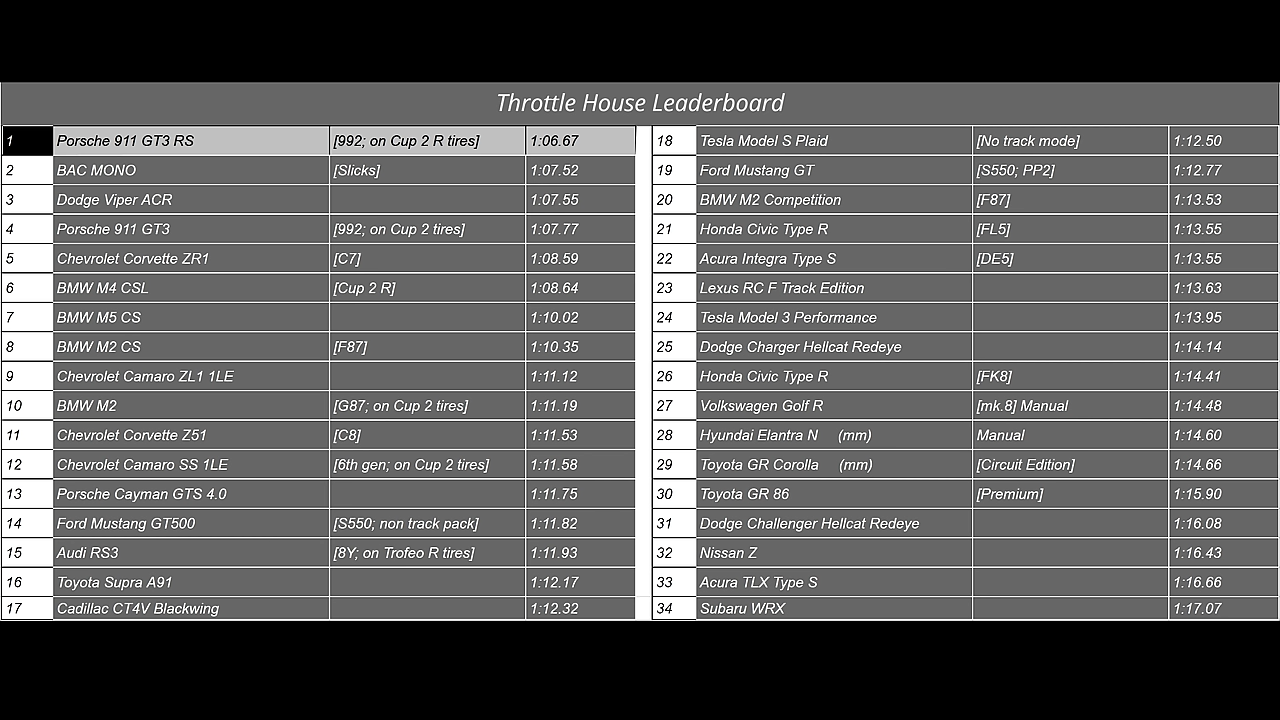 Throttle House Leaderboard
1 Porsche 911 GT3 RS [992; on Cup 2 R tires] 1:06.67
2 BAC MONO [Slicks] 1:07.52
3 Dodge Viper ACR 1:07.55
4 Porsche 911 GT3 [992; on Cup 2 tires] 1:07.77
5 Chevrolet Corvette ZR1 [C7] 1:08.59
6 BMW M4 CSL [Cup 2 R] 1:08.64
7 BMW M5 CS 1:10.02
8 BMW M2 CS [F87] 1:10.35
9 Chevrolet Camaro ZL1 1LE 1:11.12
10 BMW M2 [G87; on Cup 2 tires] 1:11.19
11 Chevrolet Corvette Z51 [C8] 1:11.53
12 Chevrolet Camaro SS 1LE [6th gen; on Cup 2 tires] 1:11.58
13 Porsche Cayman GTS 4.0 1:11.75
14 Ford Mustang GT500 [S550; non track pack] 1:11.82
15 Audi RS3 [8Y; on Trofeo R tires] 1:11.93
16 Toyota Supra A91 1:12.17
17 Cadillac CT4V Blackwing 1:12.32
18 Tesla Model S Plaid [No track mode] 1:12.50
19 Ford Mustang GT [S550; PP2] 1:12.77
20 BMW M2 Competition [F87] 1:13.53
21 Honda Civic Type R [FL5] 1:13.55
22 Acura Integra Type S [DE5] 1:13.55
23 Lexus RC F Track Edition 1:13.63
24 Tesla Model 3 Performance 1:13.95
25 Dodge Charger Hellcat Redeye 1:14.14
26 Honda Civic Type R [FK8] 1:14.41
27 Volkswagen Golf R [mk.8] Manual 1:14.48
28 Hyundai Elantra N (mm) Manual 1:14.60
29 Toyota GR Corolla (mm) [Circuit Edition] 1:14.66
30 Toyota GR 86 [Premium] 1:15.90
31 Dodge Challenger Hellcat Redeye 1:16.08
32 Nissan Z 1:16.43
33 Acura TLX Type S 1:16.66
34 Subaru WRX 1:17.07